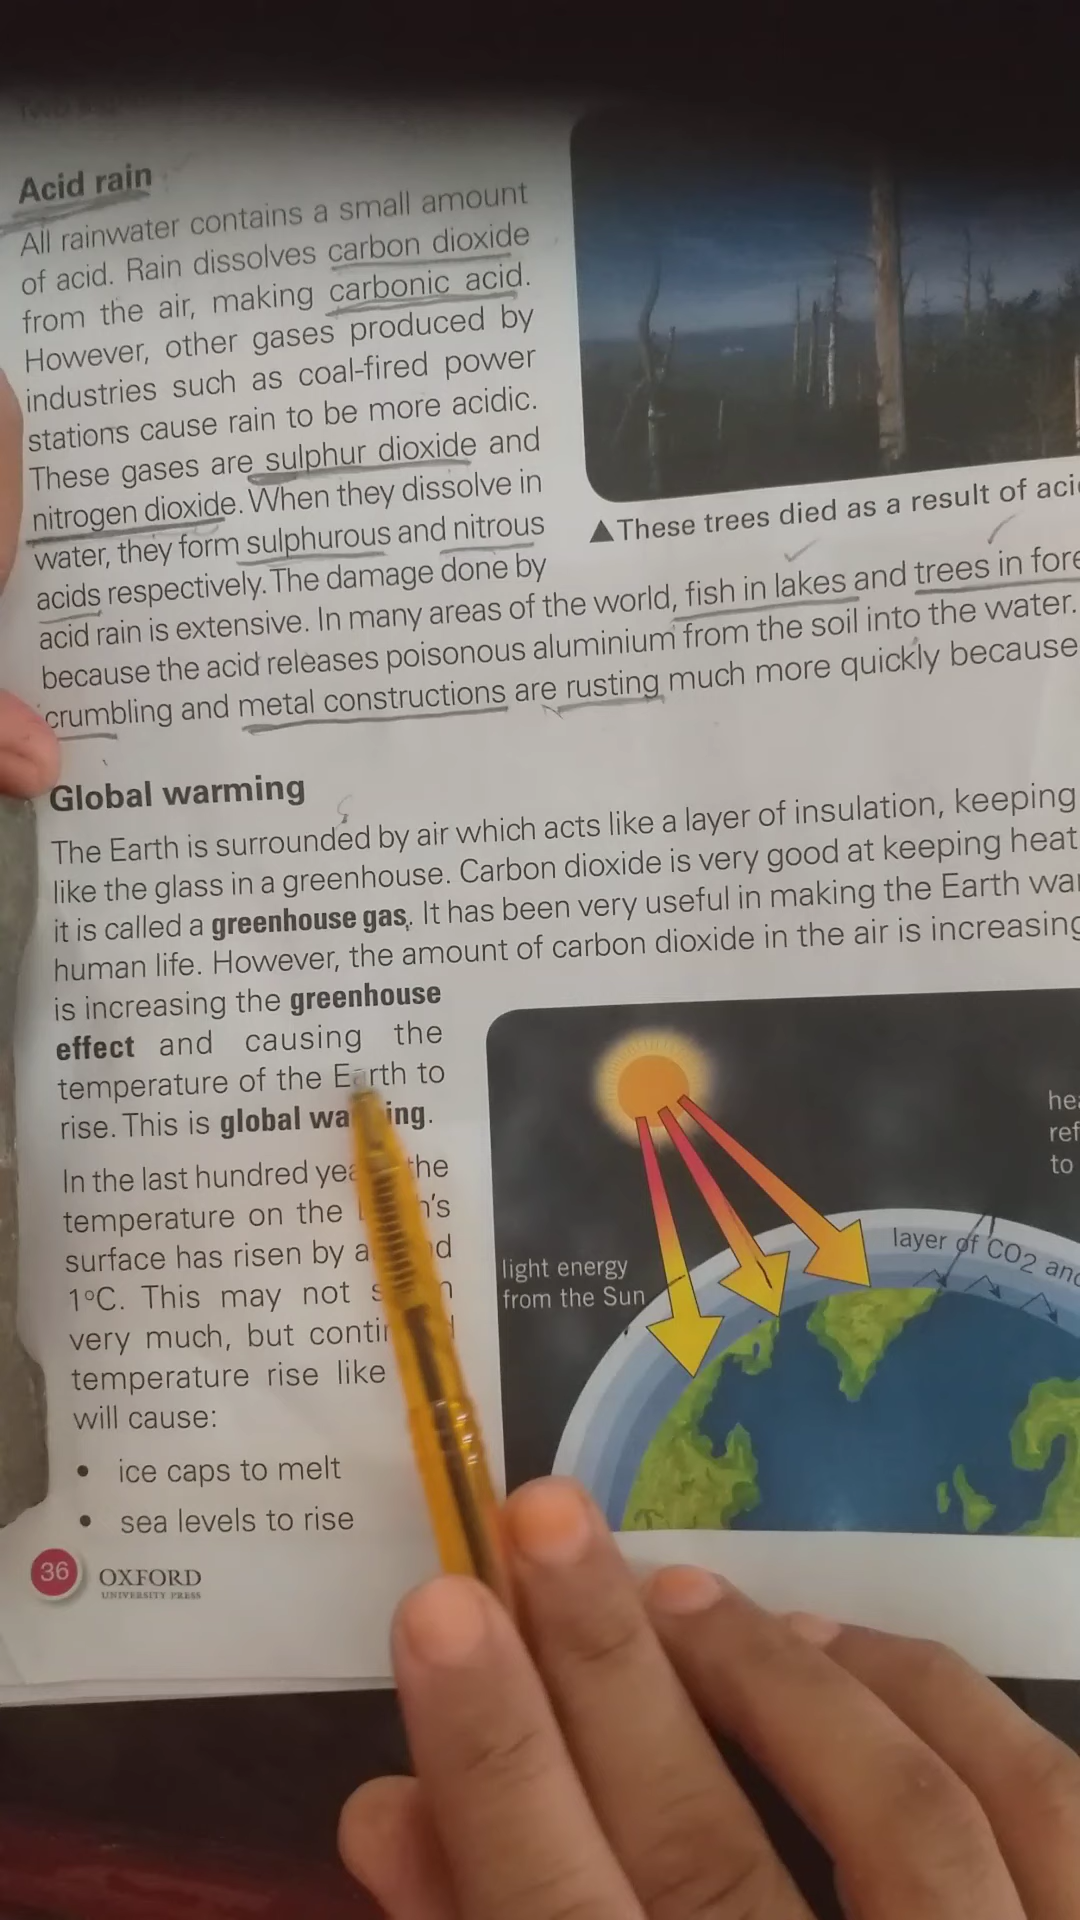 Acid rain
All rainwater contains a small amount
of acid. Rain dissolves carbon dioxide
from the air, making carbonic acid.
However, other gases produced by
industries such as coal-fired power
stations cause rain to be more acidic.
These gases are sulphur dioxide and
nitrogen dioxide. When they dissolve in
water, they form sulphurous and nitrous
acids respectively. The damage done by
acid rain is extensive. In many areas of the world, fish in lakes and trees in
because the acid releases poisonous aluminium from the soil into the water.
crumbling and metal constructions are rusting much more quickly because
▲These trees died as a result of
Global warming
The Earth is surrounded by air which acts like a layer of insulation, keeping
like the glass in a greenhouse. Carbon dioxide is very good at keeping heat
it is called a greenhouse gas. It has been very useful in making the Earth
human life. However, the amount of carbon dioxide in the air is increasing
is increasing the greenhouse
effect and causing the
temperature of the Earth to
rise. This is global
In the last hundred the
temperature on the
surface has risen by
1°C. This may not
very much, but
temperature rise like
will cause:
• ice caps to melt
• sea levels to rise
light energy
from the Sun
layer of CO2
to
36 OXFORD
UNIVERSITY PRESS